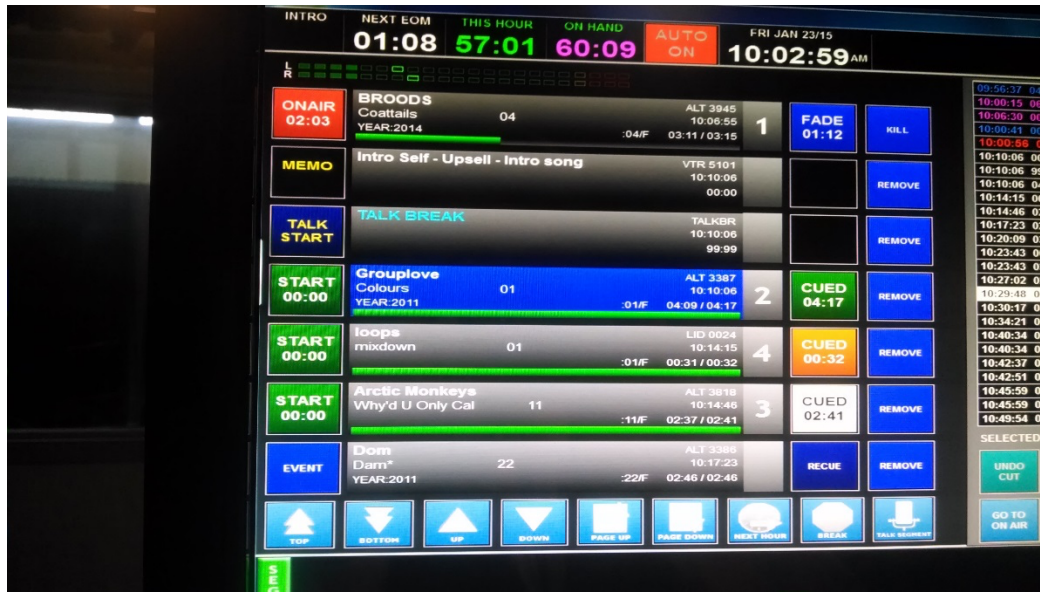 INTRO NEXT EOM THIS HOUR ON HAND AUTO ON FRI JAN 23/15
01:08 57:01 60:09 10:02:59AM
L
R
ONAIR 02:03 BROODS ALT 3945
Coattails 04 10:06:55 1 FADE 01:12 KILL
YEAR:2014 :04/F 03:11 / 03:15
MEMO Intro Self - Upsell - Intro song VTR 5101
10:10:06 REMOVE
00:00
TALK START TALK BREAK TALKBR
10:10:06 REMOVE
99:99
START 00:00 Grouplove ALT 3387
Colours 01 10:10:06 2 CUED 04:17 REMOVE
YEAR:2011 :01/F 04:09 / 04:17
START 00:00 loops LID 0024
mixdown 01 10:14:15 4 CUED 00:32 REMOVE
:01/F 00:31 / 00:32
START 00:00 Arctic Monkeys ALT 3818
Why'd U Only Cal 11 10:14:46 3 CUED 02:41 REMOVE
:11/F 02:37 / 02:41
EVENT Dom ALT 3386
Dam* 22 10:17:23 RECUE REMOVE
YEAR:2011 :22/F 02:46 / 02:46
TOP BOTTOM UP DOWN PAGE UP PAGE DOWN NEXT HOUR BREAK TALK SEGMENT
09:56:37 04
10:00:15
10:06:30
10:00:41
10:00:56
10:10:06
10:10:06 99
10:10:06
10:14:15
10:14:46
10:17:23
10:20:09
10:23:43
10:23:43
10:27:02
10:29:48
10:30:17
10:34:21
10:40:34
10:40:34
10:42:37
10:42:51
10:45:59
10:45:59
10:49:54
SELECTED
UNDO CUT
GO TO ON AIR
S
E
G